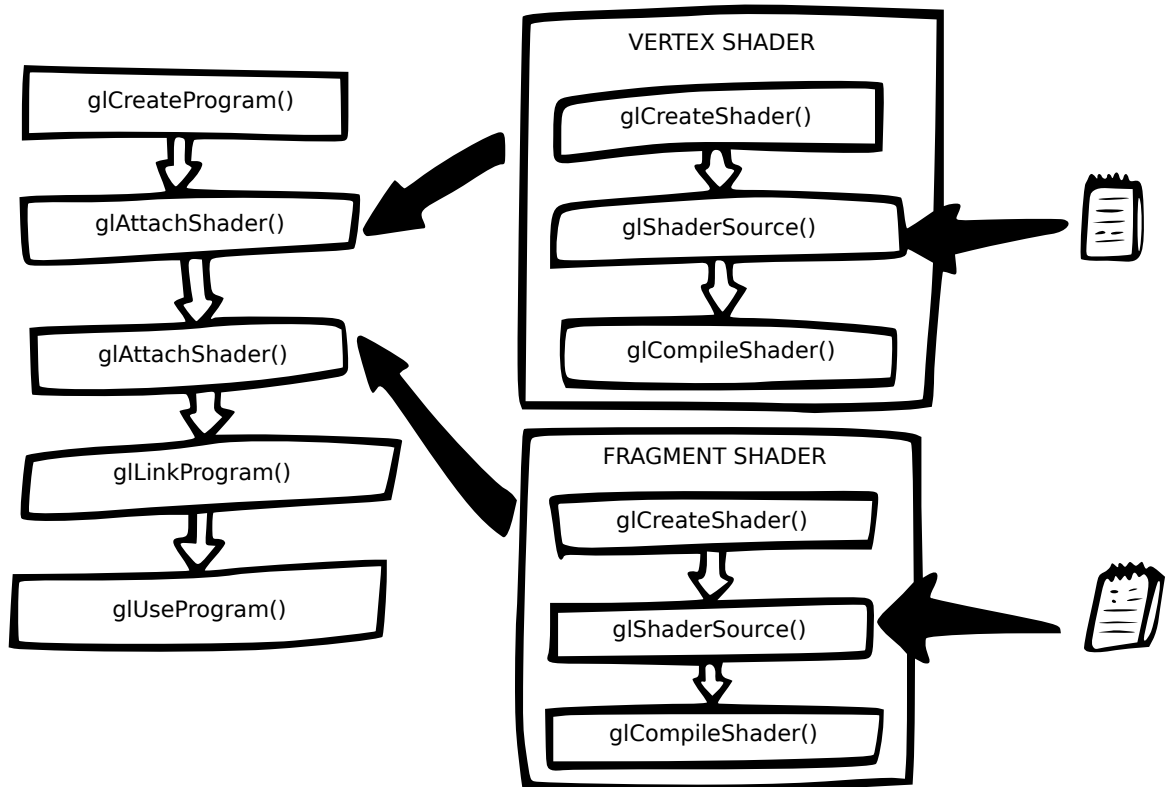 glCreateProgram()
glAttachShader()
glAttachShader()
glLinkProgram()
glUseProgram()
VERTEX SHADER
glCreateShader()
glShaderSource()
glCompileShader()
FRAGMENT SHADER
glCreateShader()
glShaderSource()
glCompileShader()